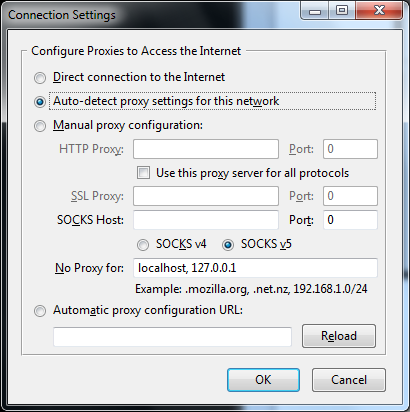 Connection Settings
Configure Proxies to Access the Internet
Direct connection to the Internet
Auto-detect proxy settings for this network
Manual proxy configuration:
HTTP Proxy: Port: 0
Use this proxy server for all protocols
SSL Proxy: Port: 0
SOCKS Host: Port: 0
SOCKS v4 SOCKS v5
No Proxy for: localhost, 127.0.0.1
Example: .mozilla.org, .net.nz, 192.168.1.0/24
Automatic proxy configuration URL:
Reload
OK Cancel